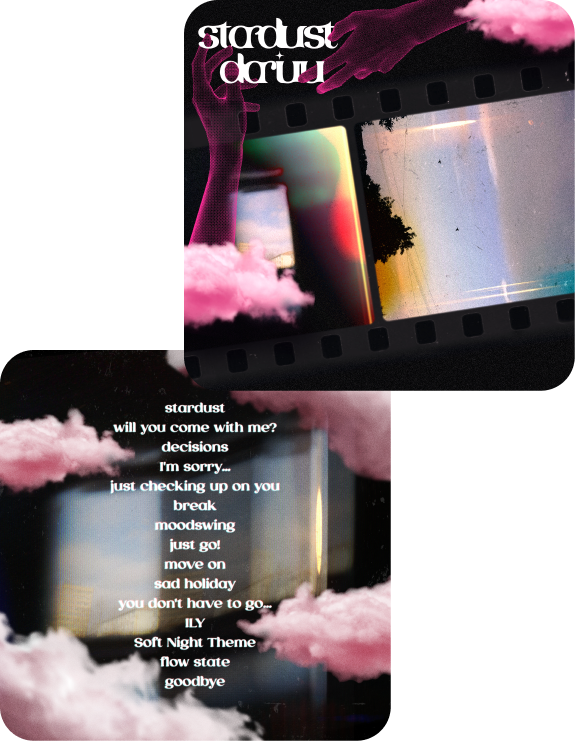 stardust
daruu
stardust
will you come with me?
decisions
I'm sorry...
just checking up on you
break
moodswing
just go!
move on
sad holiday
you don't have to go...
ILY
Soft Night Theme
flow state
goodbye